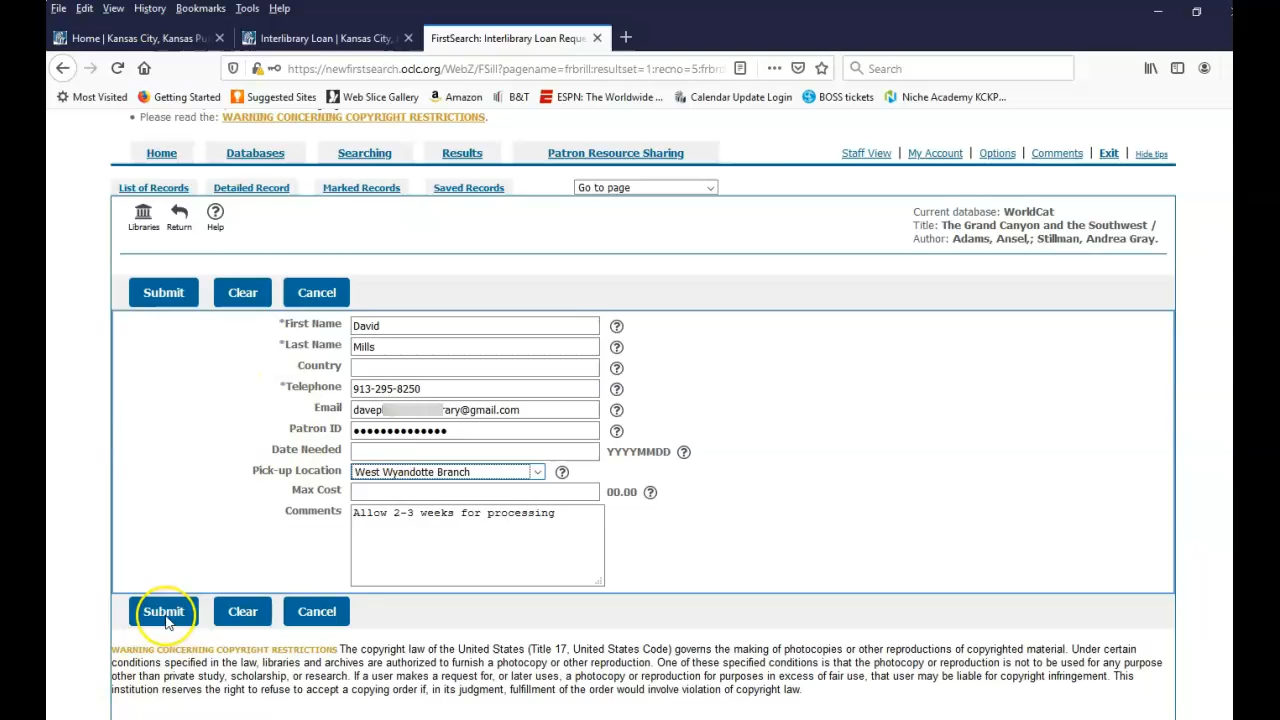 File Edit View History Bookmarks Tools Help
Home | Kansas City, Kansas Pu
Interlibrary Loan | Kansas City,
FirstSearch: Interlibrary Loan Reque
https://newfirstsearch.oclc.org/WebZ/FSill?pagename=frbrill:resultset=1:recno=5:frbr
Search
Most Visited Getting Started Suggested Sites Web Slice Gallery Amazon B&T ESPN: The Worldwide ... Calendar Update Login BOSS tickets Niche Academy KCKP...
• Please read the: WARNING CONCERNING COPYRIGHT RESTRICTIONS.
Home Databases Searching Results Patron Resource Sharing Staff View | My Account | Options | Comments | Exit | Hide tips
List of Records Detailed Record Marked Records Saved Records Go to page
Libraries Return Help
Current database: WorldCat
Title: The Grand Canyon and the Southwest /
Author: Adams, Ansel,; Stillman, Andrea Gray.
Submit Clear Cancel
*First Name David
*Last Name Mills
Country
*Telephone 913-295-8250
Email davep ary@gmail.com
Patron ID ••••••••••••••
Date Needed YYYYMMDD
Pick-up Location West Wyandotte Branch
Max Cost 00.00
Comments Allow 2-3 weeks for processing
Submit Clear Cancel
WARNING CONCERNING COPYRIGHT RESTRICTIONS The copyright law of the United States (Title 17, United States Code) governs the making of photocopies or other reproductions of copyrighted material. Under certain
conditions specified in the law, libraries and archives are authorized to furnish a photocopy or other reproduction. One of these specified conditions is that the photocopy or reproduction is not to be used for any purpose
other than private study, scholarship, or research. If a user makes a request for, or later uses, a photocopy or reproduction for purposes in excess of fair use, that user may be liable for copyright infringement. This
institution reserves the right to refuse to accept a copying order if, in its judgment, fulfillment of the order would involve violation of copyright law.